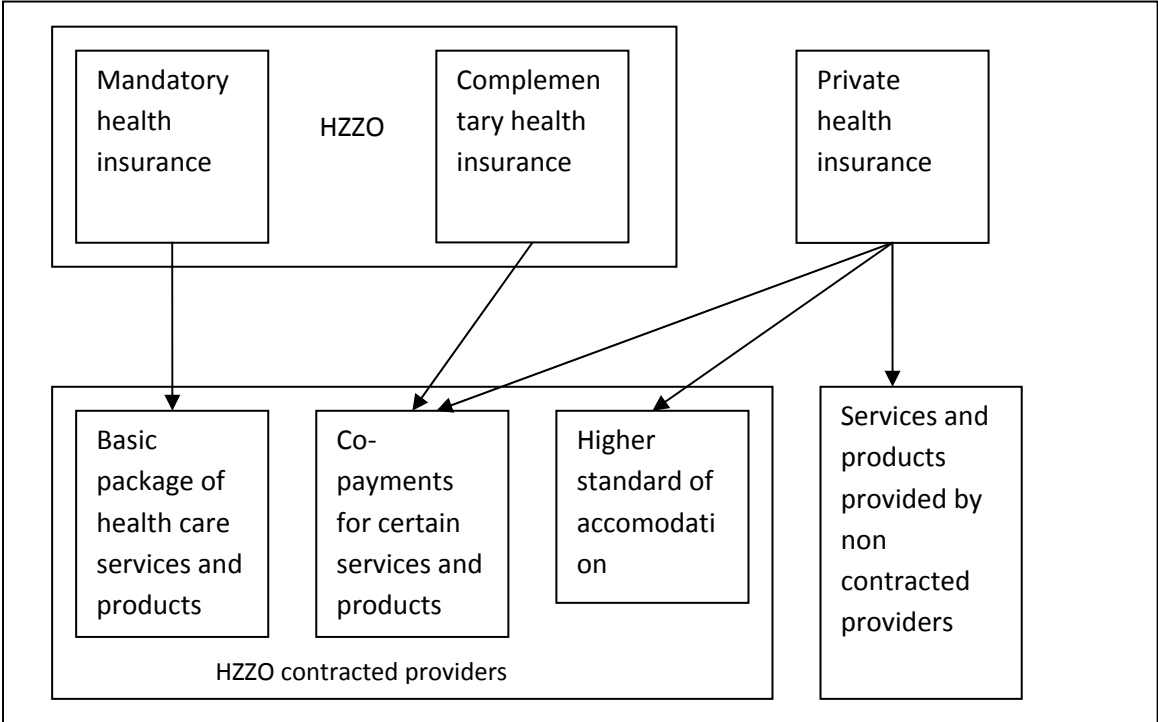 Mandatory
health
insurance
HZZO
Complemen
tary health
insurance
Private
health
insurance
Basic
package of
health care
services and
products
Co-
payments
for certain
services and
products
Higher
standard of
accomodati
on
Services and
products
provided by
non
contracted
providers
HZZO contracted providers